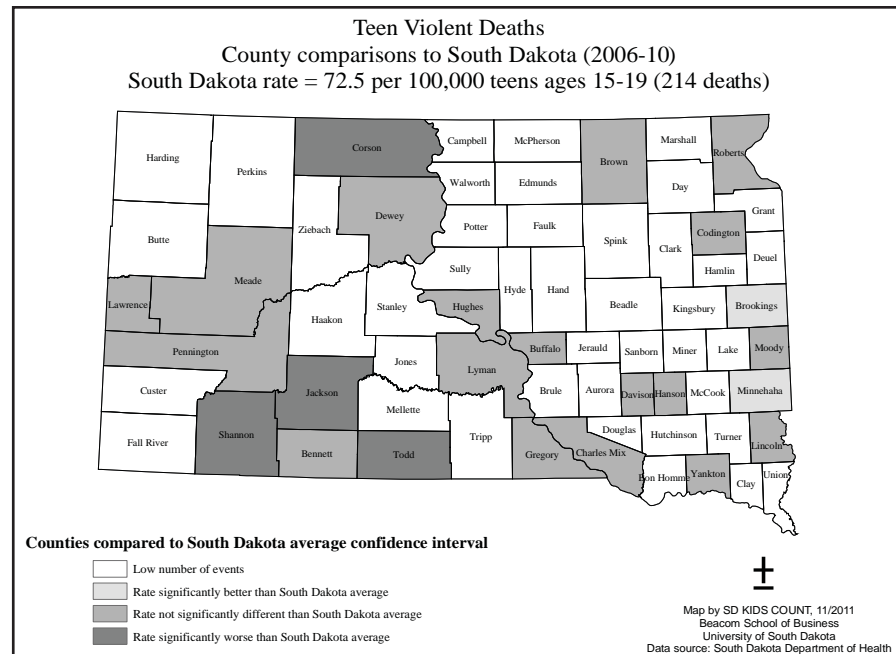 Teen Violent Deaths
County comparisons to South Dakota (2006-10)
South Dakota rate = 72.5 per 100,000 teens ages 15-19 (214 deaths)
Harding
Perkins
Corson
Campbell
McPherson
Brown
Marshall
Roberts
Walworth
Edmunds
Day
Butte
Ziebach
Dewey
Potter
Faulk
Spink
Clark
Codington
Grant
Deuel
Hamlin
Lawrence
Meade
Sully
Hyde
Hand
Beadle
Kingsbury
Brookings
Haakon
Stanley
Hughes
Pennington
Jones
Lyman
Buffalo
Jerauld
Sanborn
Miner
Lake
Moody
Custer
Jackson
Mellette
Brule
Aurora
Davison
Hanson
McCook
Minnehaha
Fall River
Shannon
Bennett
Todd
Tripp
Gregory
Charles Mix
Douglas
Hutchinson
Turner
Lincoln
Bon Homme
Yankton
Clay
Union
Counties compared to South Dakota average confidence interval
Low number of events
Rate significantly better than South Dakota average
Rate not significantly different than South Dakota average
Rate significantly worse than South Dakota average
±
Map by SD KIDS COUNT, 11/2011
Beacom School of Business
University of South Dakota
Data source: South Dakota Department of Health